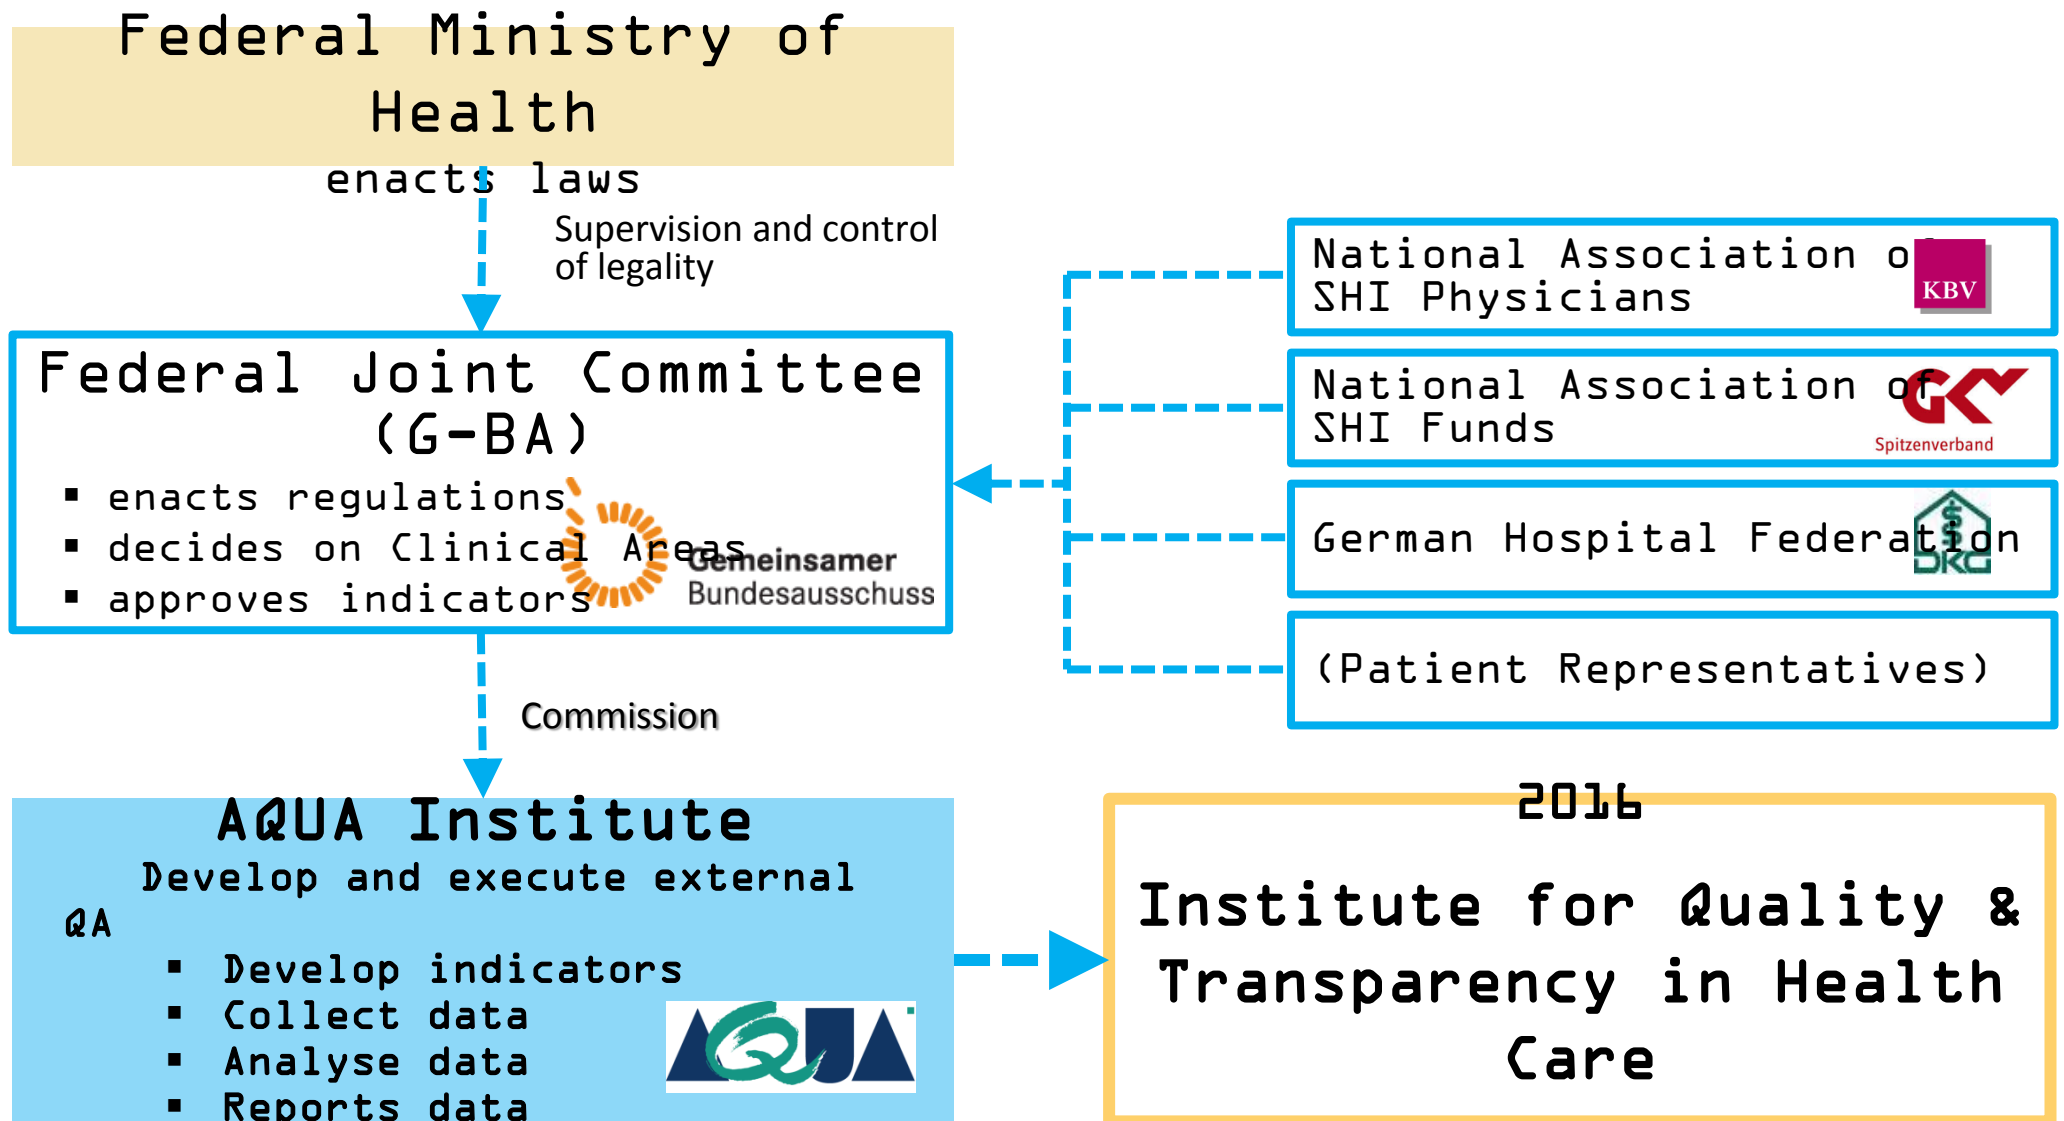 Federal Ministry of
Health
enacts laws
Supervision and control
of legality
Federal Joint Committee
(G-BA)
▪ enacts regulations
▪ decides on Clinical Areas
▪ approves indicators
Gemeinsamer
Bundesausschuss
National Association of
SHI Physicians
KBV
National Association of
SHI Funds
GKV
Spitzenverband
German Hospital Federation
DKG
(Patient Representatives)
Commission
AQUA Institute
Develop and execute external
QA
▪ Develop indicators
▪ Collect data
▪ Analyse data
▪ Reports data
AQUA
2016
Institute for Quality &
Transparency in Health
Care